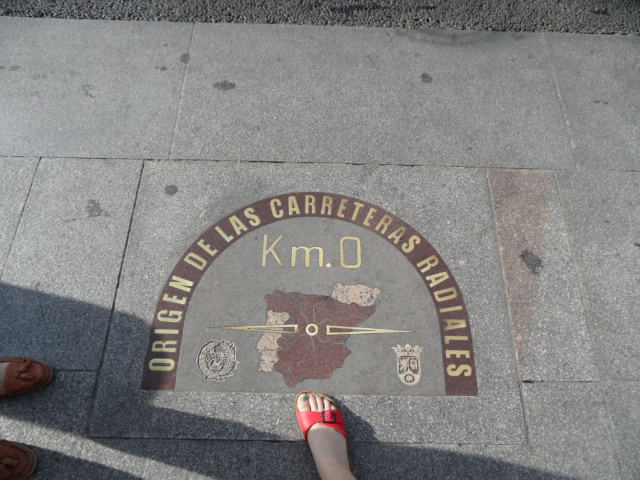 ORIGEN DE LAS CARRETERAS RADIALES
Km. 0